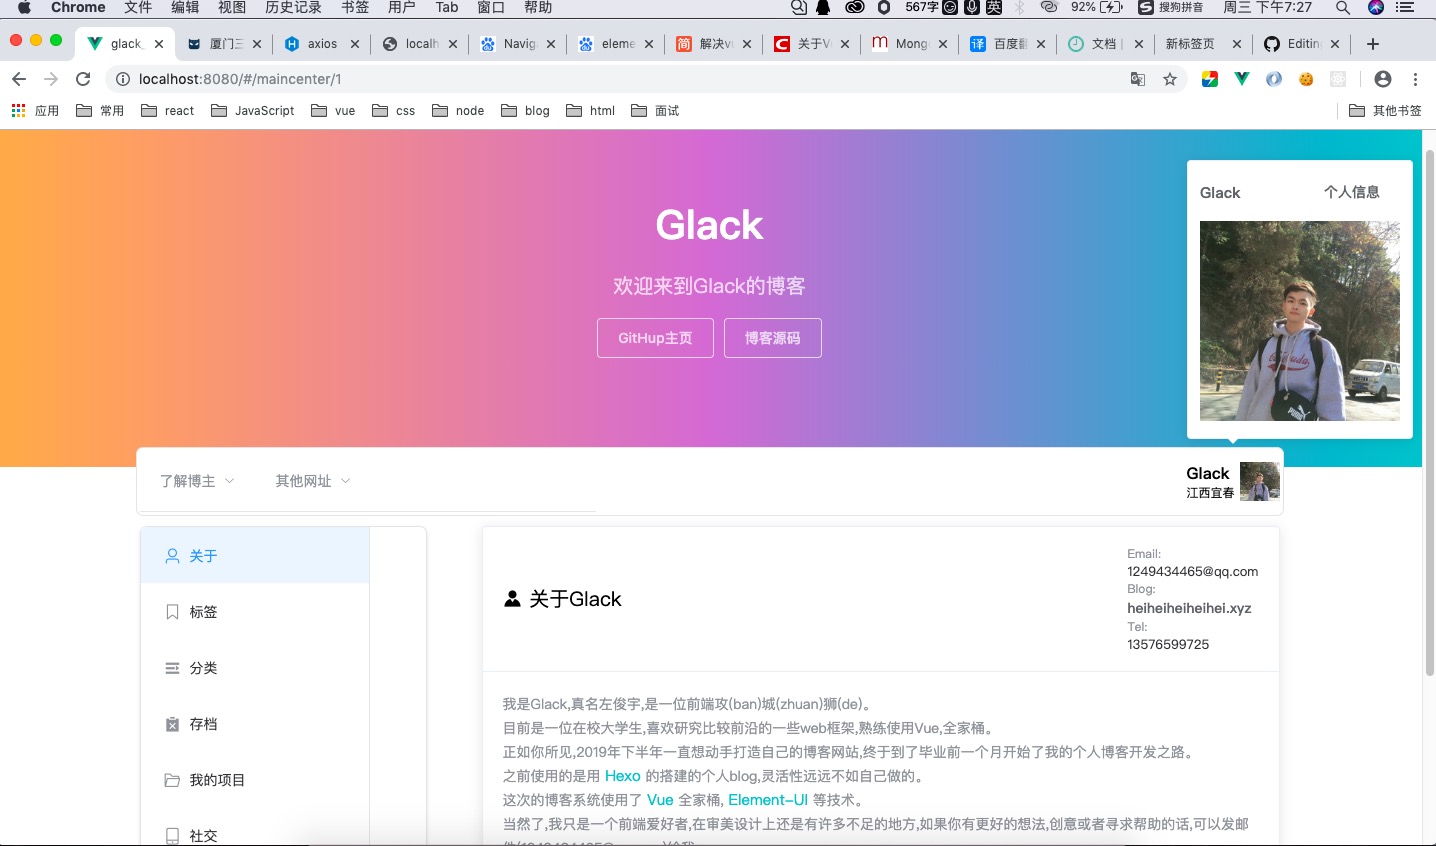 Chrome 文件 编辑 视图 历史记录 书签 用户 Tab 窗口 帮助 567字 英 92% S 搜狗拼音 周三 下午7:27
glack_ 厦门三 axios localh Navig 百度 eleme 简 解决vu C 关于V m Mong 译 百度翻 文档 | 新标签页 Editin
localhost:8080/#/maincenter/1
应用 常用 react JavaScript vue css node blog html 面试 其他书签
Glack 个人信息
Glack
欢迎来到Glack的博客
GitHup主页 博客源码
了解博主 其他网址 Glack
江西宜春
关于
标签
分类
存档
我的项目
社交
关于Glack
Email:
1249434465@qq.com
Blog:
heiheiheiheihei.xyz
Tel:
13576599725
我是Glack,真名左俊宇,是一位前端攻(ban)城(zhuan)狮(de)。
目前是一位在校大学生,喜欢研究比较前沿的一些web框架,熟练使用Vue,全家桶。
正如你所见,2019年下半年一直想动手打造自己的博客网站,终于到了毕业前一个月开始了我的个人博客开发之路。
之前使用的是用 Hexo 的搭建的个人blog,灵活性远远不如自己做的。
这次的博客系统使用了 Vue 全家桶, Element-UI 等技术。
当然了,我只是一个前端爱好者,在审美设计上还是有许多不足的地方,如果你有更好的想法,创意或者寻求帮助的话,可以发邮